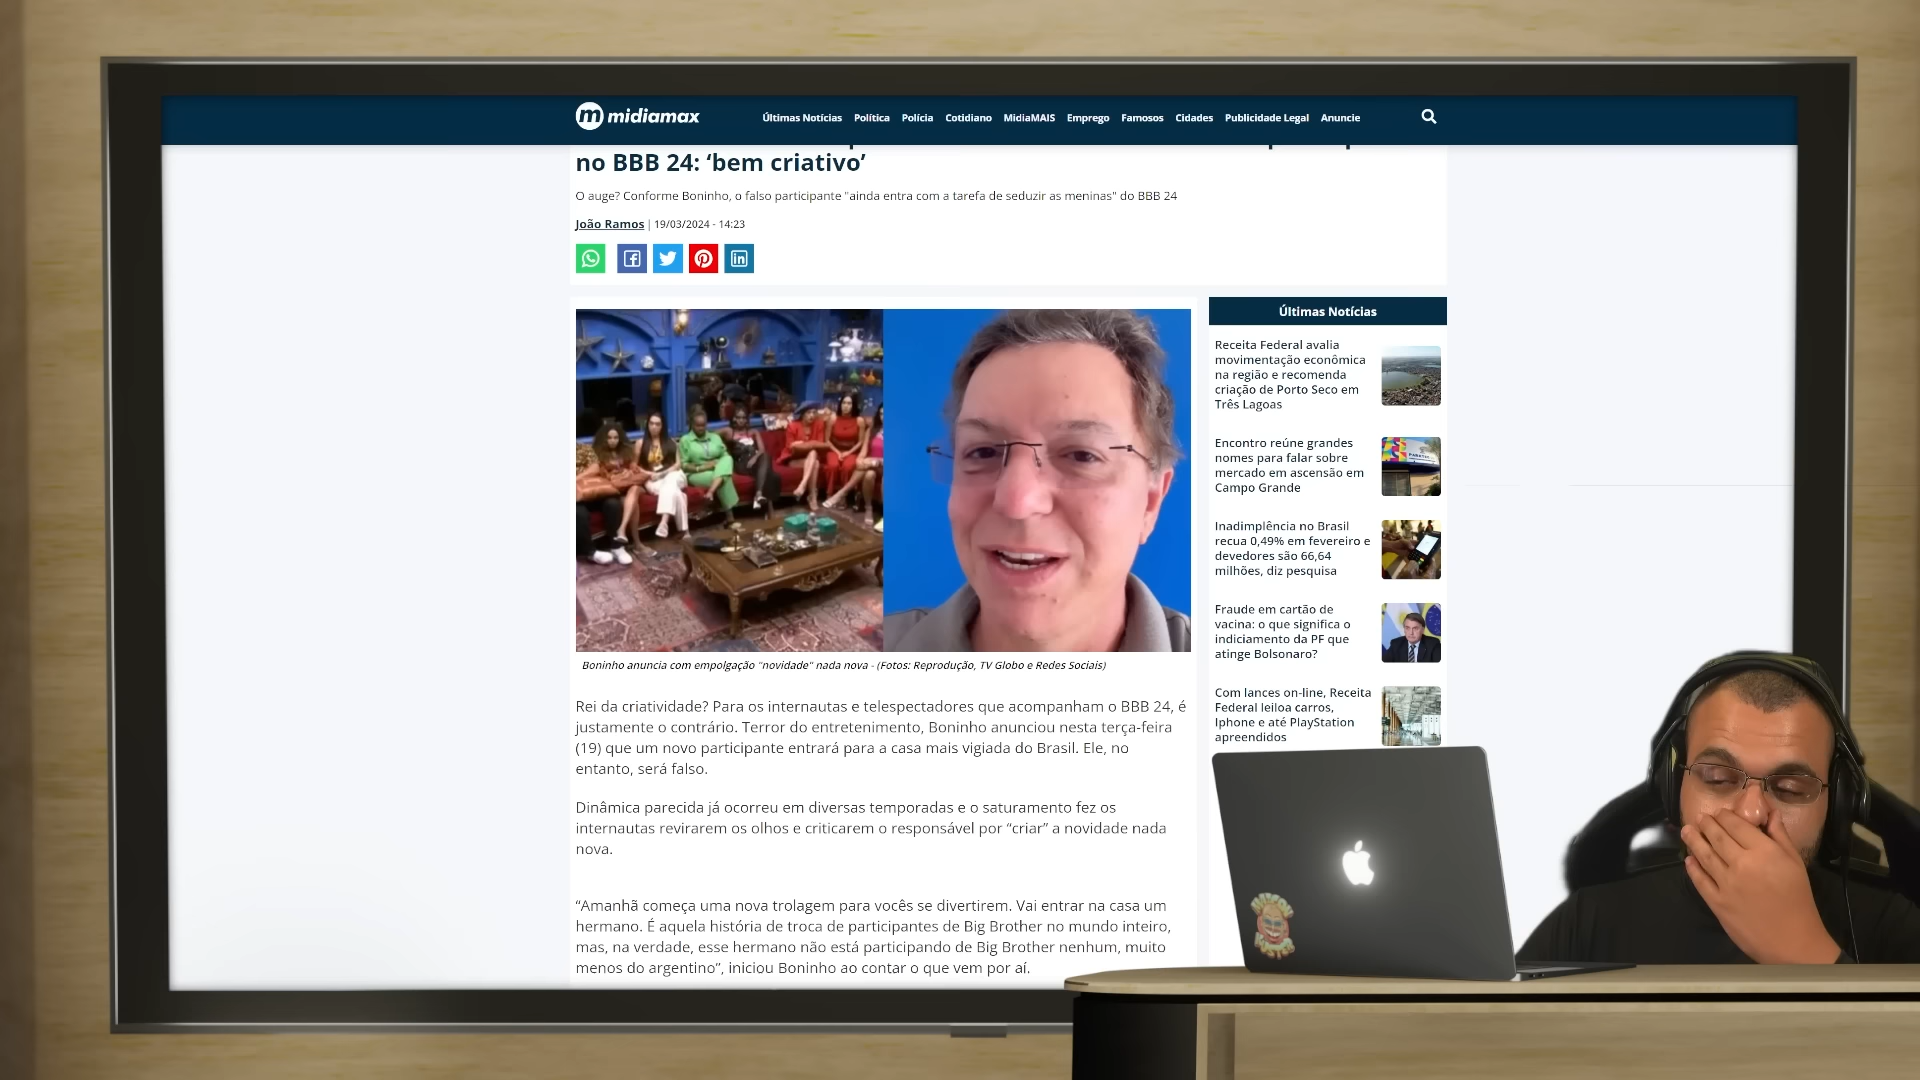 midiamax
Últimas Notícias Política Polícia Cotidiano MidiaMAIS Emprego Famosos Cidades Publicidade Legal Anuncie
no BBB 24: ‘bem criativo’
O auge? Conforme Boninho, o falso participante "ainda entra com a tarefa de seduzir as meninas" do BBB 24
João Ramos | 19/03/2024 - 14:23
Boninho anuncia com empolgação "novidade" nada nova - (Fotos: Reprodução, TV Globo e Redes Sociais)
Rei da criatividade? Para os internautas e telespectadores que acompanham o BBB 24, é
justamente o contrário. Terror do entretenimento, Boninho anunciou nesta terça-feira
(19) que um novo participante entrará para a casa mais vigiada do Brasil. Ele, no
entanto, será falso.
Dinâmica parecida já ocorreu em diversas temporadas e o saturamento fez os
internautas revirarem os olhos e criticarem o responsável por “criar” a novidade nada
nova.
“Amanhã começa uma nova trolagem para vocês se divertirem. Vai entrar na casa um
hermano. É aquela história de troca de participantes de Big Brother no mundo inteiro,
mas, na verdade, esse hermano não está participando de Big Brother nenhum, muito
menos do argentino”, iniciou Boninho ao contar o que vem por aí.
Últimas Notícias
Receita Federal avalia
movimentação econômica
na região e recomenda
criação de Porto Seco em
Três Lagoas
Encontro reúne grandes
nomes para falar sobre
mercado em ascensão em
Campo Grande
Inadimplência no Brasil
recua 0,49% em fevereiro e
devedores são 66,64
milhões, diz pesquisa
Fraude em cartão de
vacina: o que significa o
indiciamento da PF que
atinge Bolsonaro?
Com lances on-line, Receita
Federal leiloa carros,
Iphone e até PlayStation
apreendidos